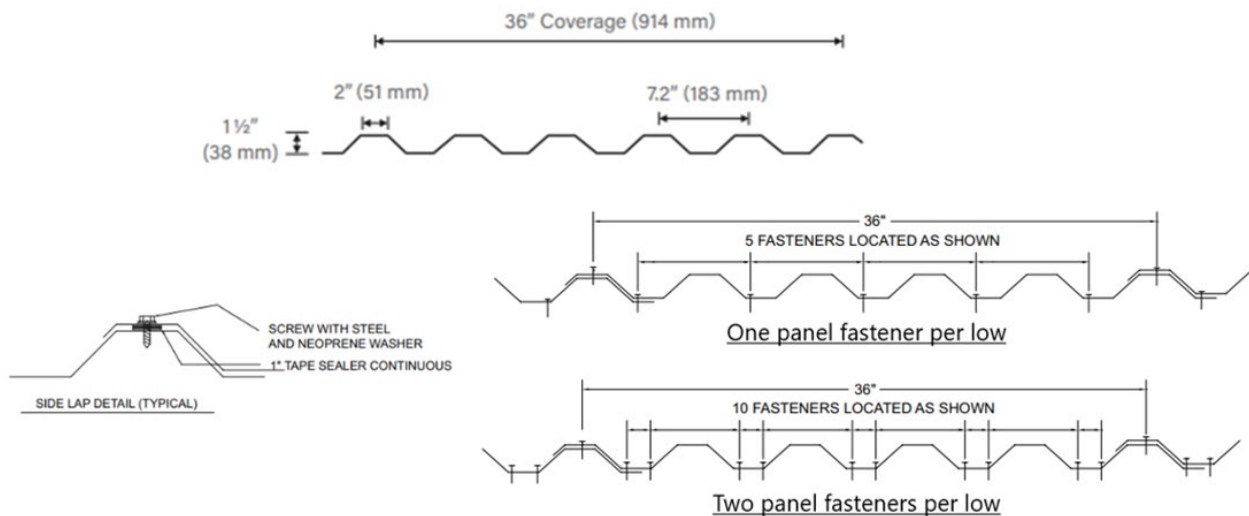 36" Coverage (914 mm)
2" (51 mm)
7.2" (183 mm)
1 ½"
(38 mm)
36"
5 FASTENERS LOCATED AS SHOWN
One panel fastener per low
SCREW WITH STEEL
AND NEOPRENE WASHER
1" TAPE SEALER CONTINUOUS
SIDE LAP DETAIL (TYPICAL)
36"
10 FASTENERS LOCATED AS SHOWN
Two panel fasteners per low